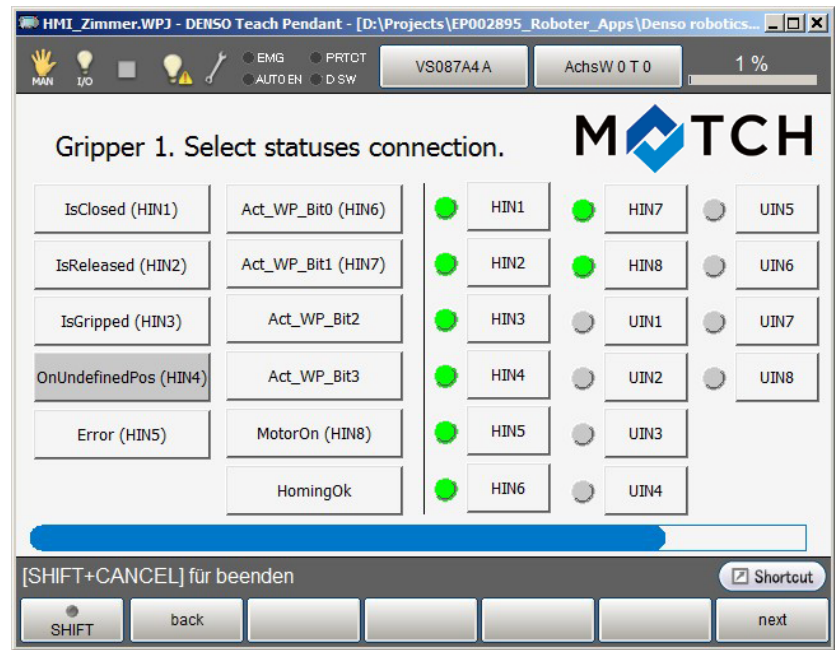 HMI_Zimmer.WPJ - DENSO Teach Pendant - [D:\Projects\EP002895_Roboter_Apps\Denso robotics...
MAN I/O EMG PRTCT AUTO EN D SW VS087A4 A AchsW 0 T 0 1 %
Gripper 1. Select statuses connection.
MATCH
IsClosed (HIN1) Act_WP_Bit0 (HIN6) HIN1 HIN7 UIN5
IsReleased (HIN2) Act_WP_Bit1 (HIN7) HIN2 HIN8 UIN6
IsGripped (HIN3) Act_WP_Bit2 HIN3 UIN1 UIN7
OnUndefinedPos (HIN4) Act_WP_Bit3 HIN4 UIN2 UIN8
Error (HIN5) MotorOn (HIN8) HIN5 UIN3
HomingOk HIN6 UIN4
[SHIFT+CANCEL] für beenden Shortcut
SHIFT back next